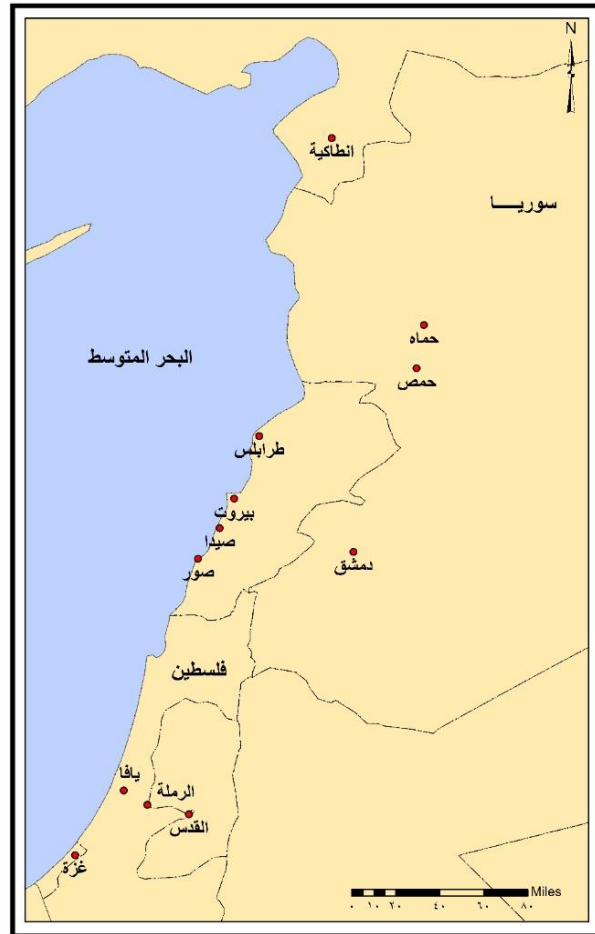 N
انطاكية
سوريــــا
حماه
حمص
البحر المتوسط
طرابلس
بيروت
صيدا
صور
دمشق
فلسطين
يافا
الرملة
القدس
غزة
Miles
٠ ١٠ ٢٠ ٤٠ ٦٠ ٨٠